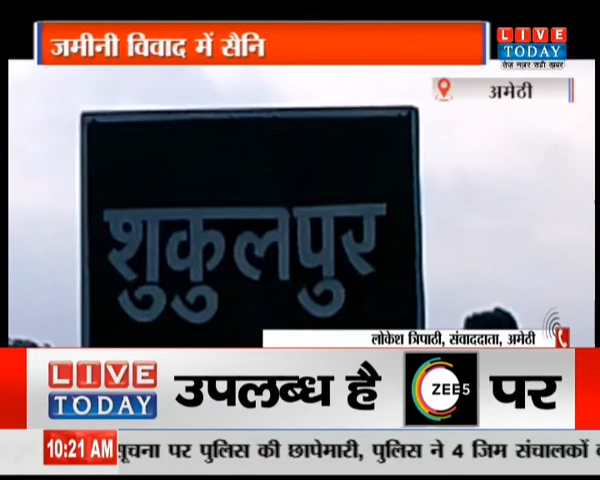 जमीनी विवाद में सैनि
LIVE
TODAY
तेज़ नज़र सही ख़बर
अमेठी
शुकुलपुर
लोकेश त्रिपाठी, संवाददाता, अमेठी
LIVE
TODAY
उपलब्ध है ZEE5 पर
10:21 AM सूचना पर पुलिस की छापेमारी, पुलिस ने 4 जिम संचालकों